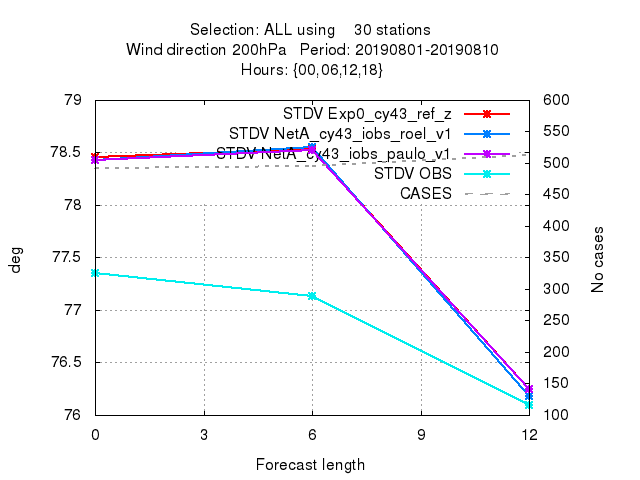 Selection: ALL using 30 stations
Wind direction 200hPa Period: 20190801-20190810
Hours: {00,06,12,18}
79
78.5
78
77.5
77
76.5
76
600
550
500
450
400
350
300
250
200
150
100
STDV Exp0_cy43_ref_z
STDV NetA_cy43_iobs_roel_v1
STDV NetA_cy43_iobs_paulo_v1
STDV OBS
CASES
deg
No cases
0 3 6 9 12
Forecast length